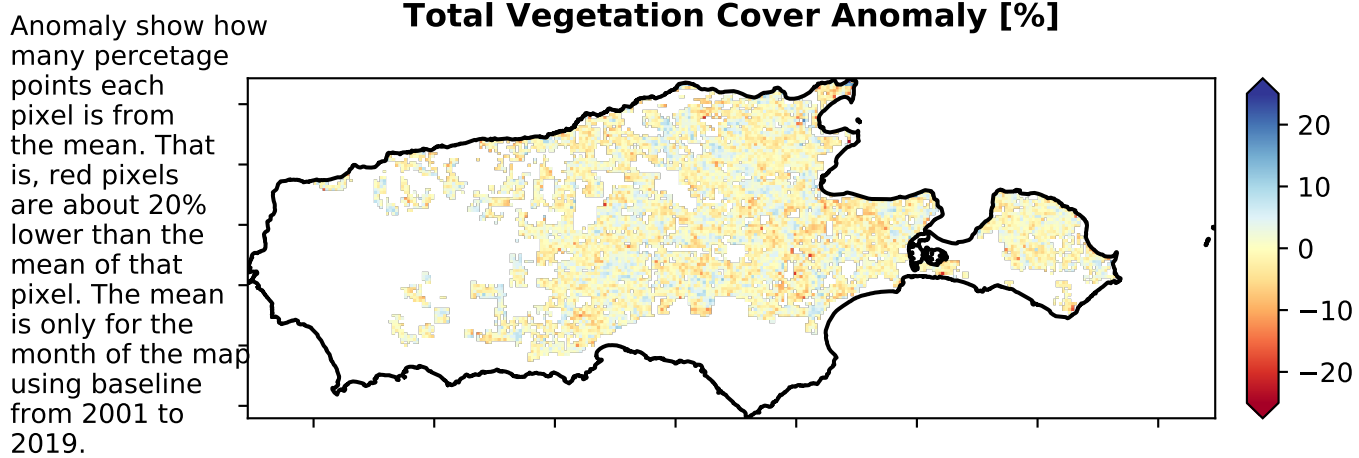 Total Vegetation Cover Anomaly [%]
Anomaly show how
many percetage
points each
pixel is from
the mean. That
is, red pixels
are about 20%
lower than the
mean of that
pixel. The mean
is only for the
month of the map
using baseline
from 2001 to
2019.
20
10
0
−10
−20